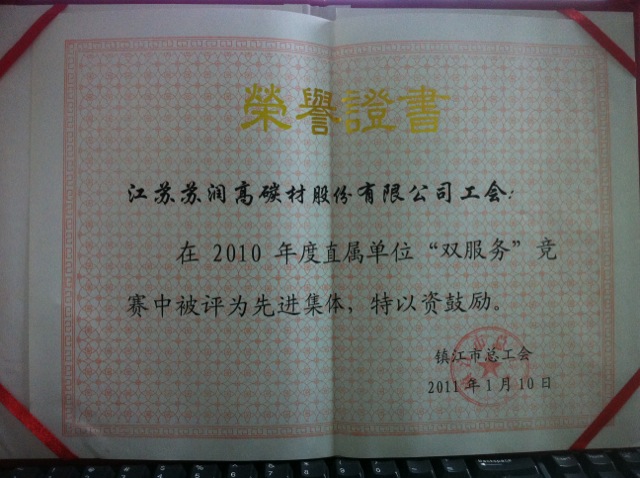 榮譽證書
江苏苏润高碳材股份有限公司工会:
在 2010 年度直属单位“双服务”竞
赛中被评为先进集体，特以资鼓励。
镇江市总工会
2011 年 1 月 10 日